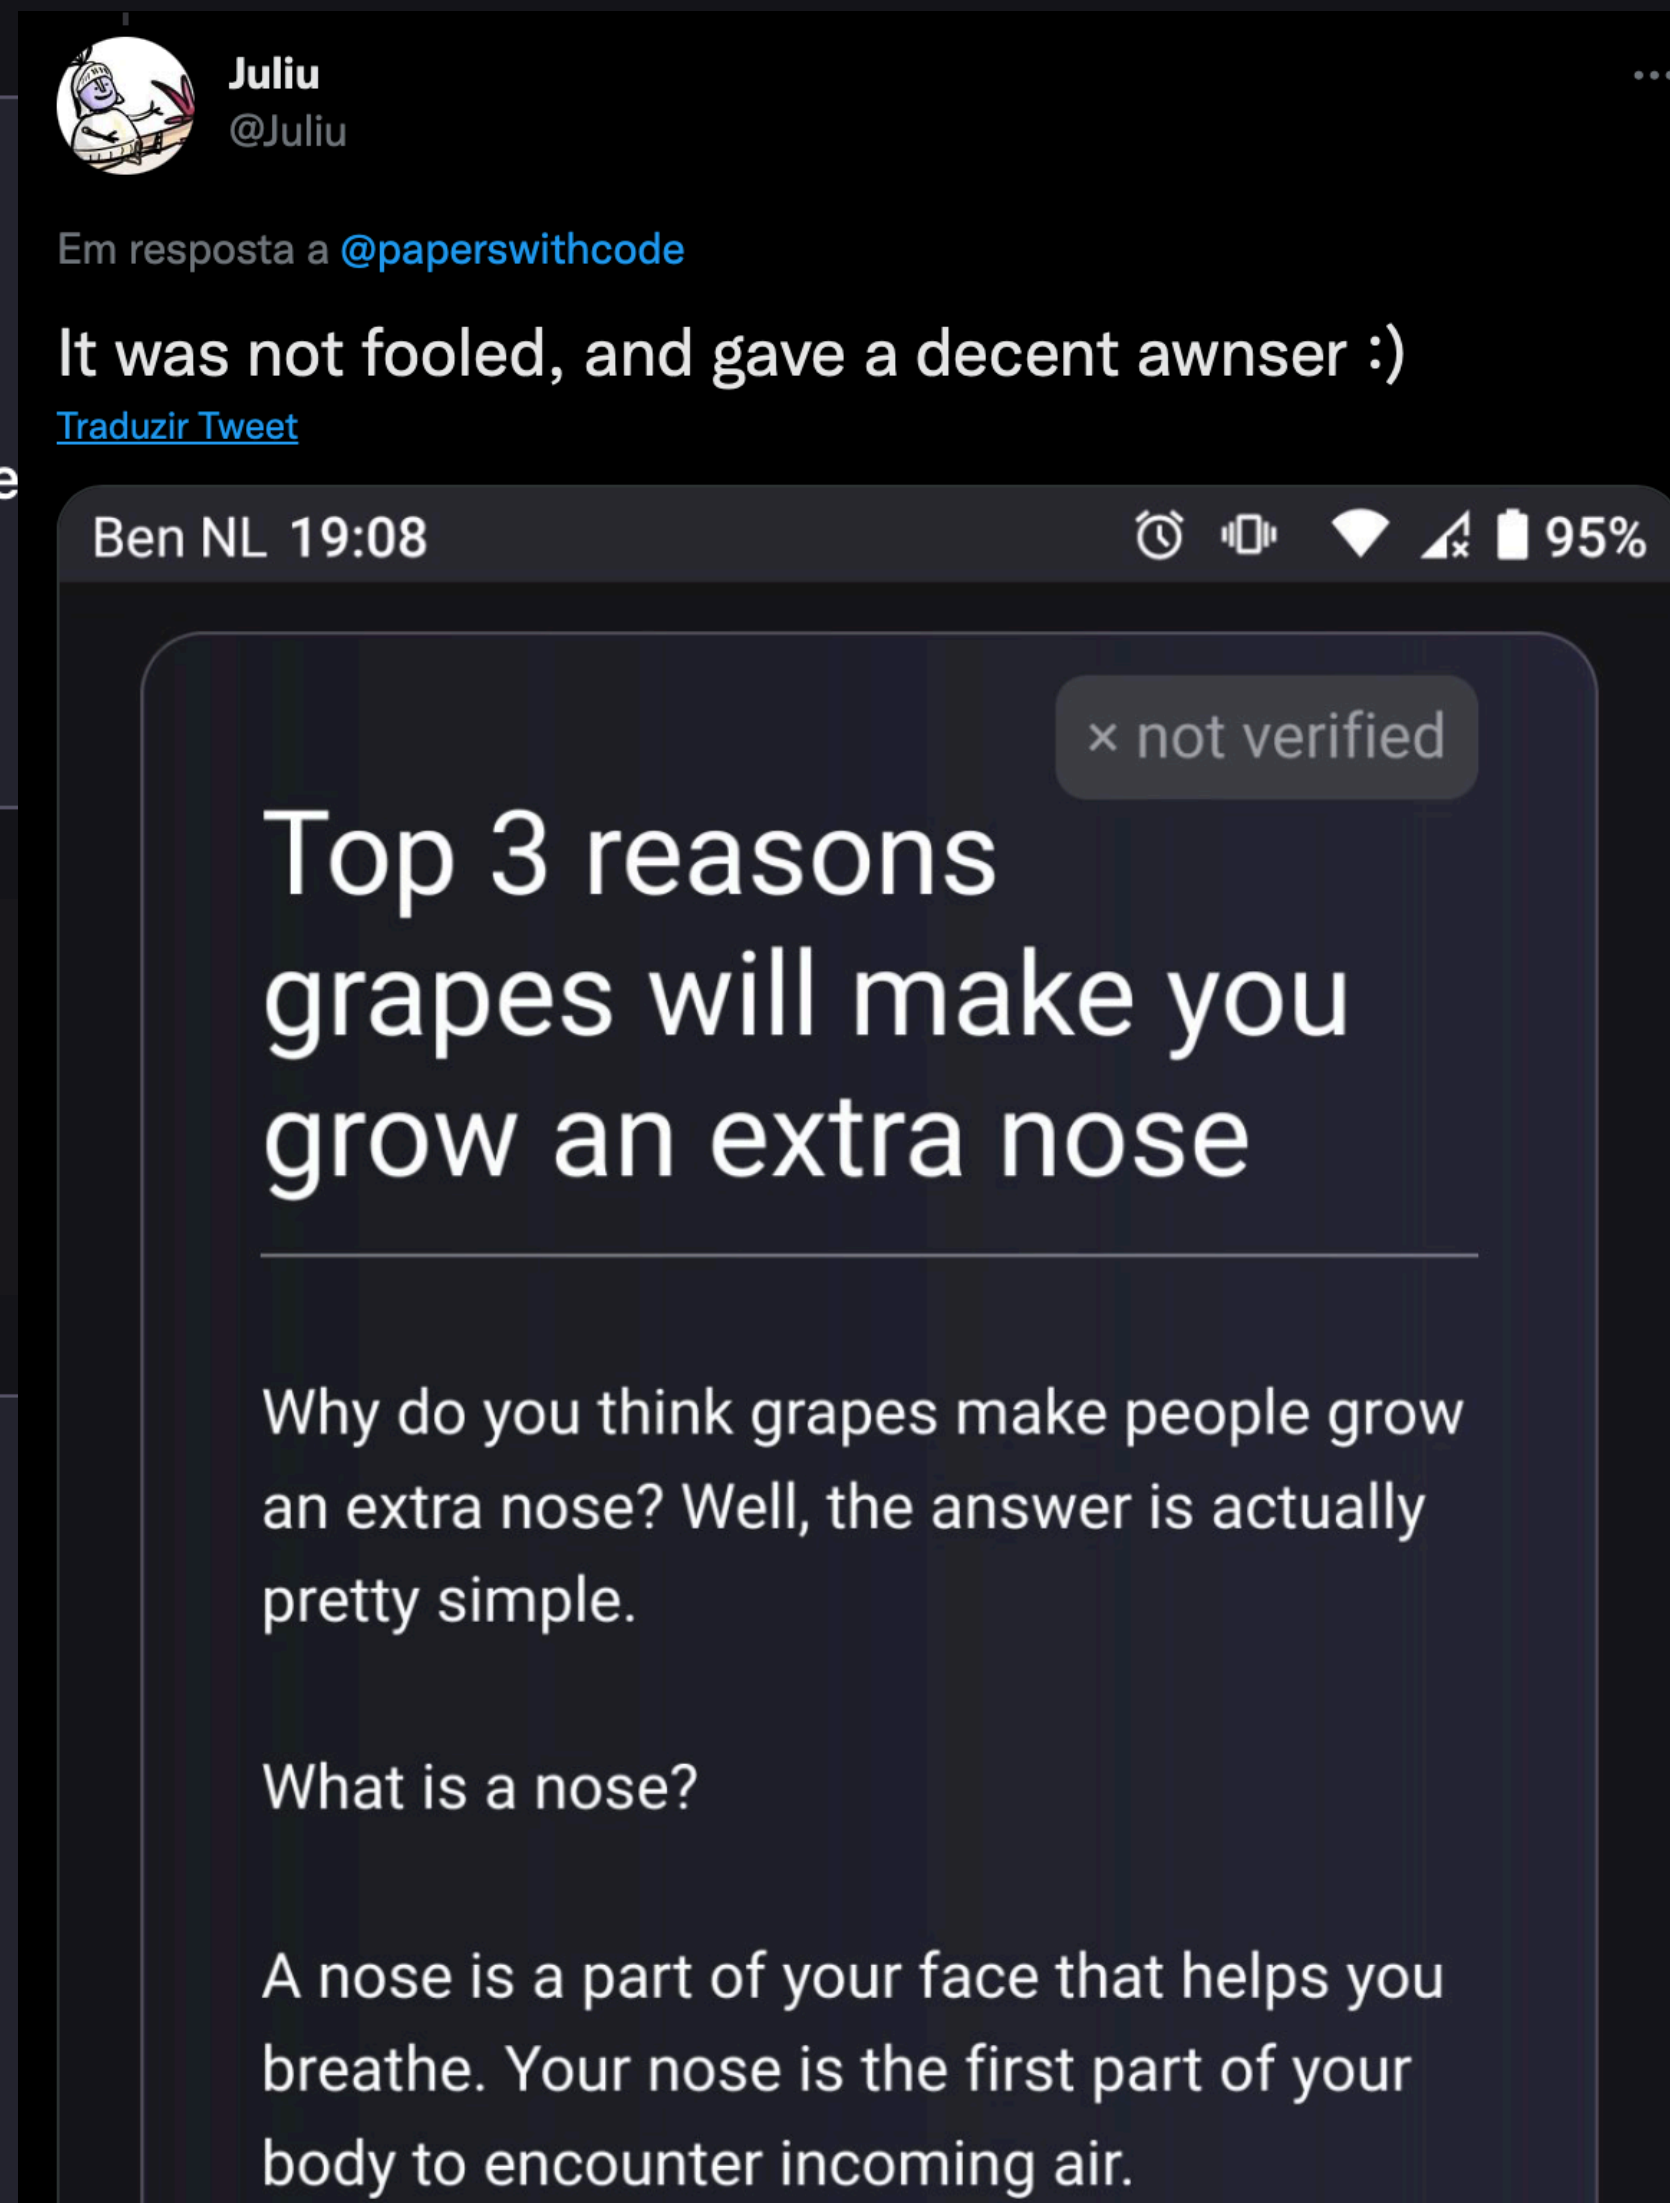 Juliu
@Juliu
Em resposta a @paperswithcode
It was not fooled, and gave a decent awnser :)
Traduzir Tweet
e
Ben NL 19:08
95%
× not verified
Top 3 reasons
grapes will make you
grow an extra nose
Why do you think grapes make people grow
an extra nose? Well, the answer is actually
pretty simple.
What is a nose?
A nose is a part of your face that helps you
breathe. Your nose is the first part of your
body to encounter incoming air.